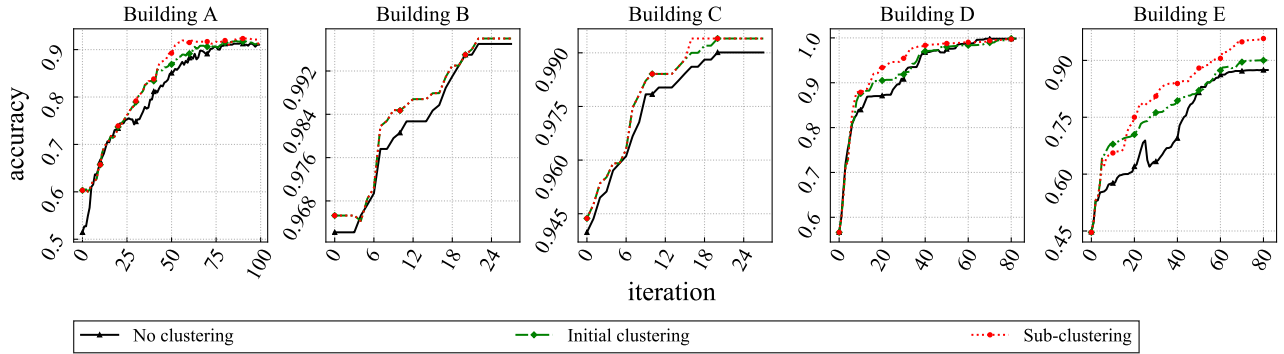 Building A Building B Building C Building D Building E
accuracy
0.9
0.8
0.7
0.6
0.5
0 25 50 75 100
0.992
0.984
0.976
0.968
0 6 12 18 24
0.990
0.975
0.960
0.945
0 6 12 18 24
1.0
0.9
0.8
0.7
0.6
0 20 40 60 80
0.90
0.75
0.60
0.45
0 20 40 60 80
iteration
No clustering Initial clustering Sub-clustering